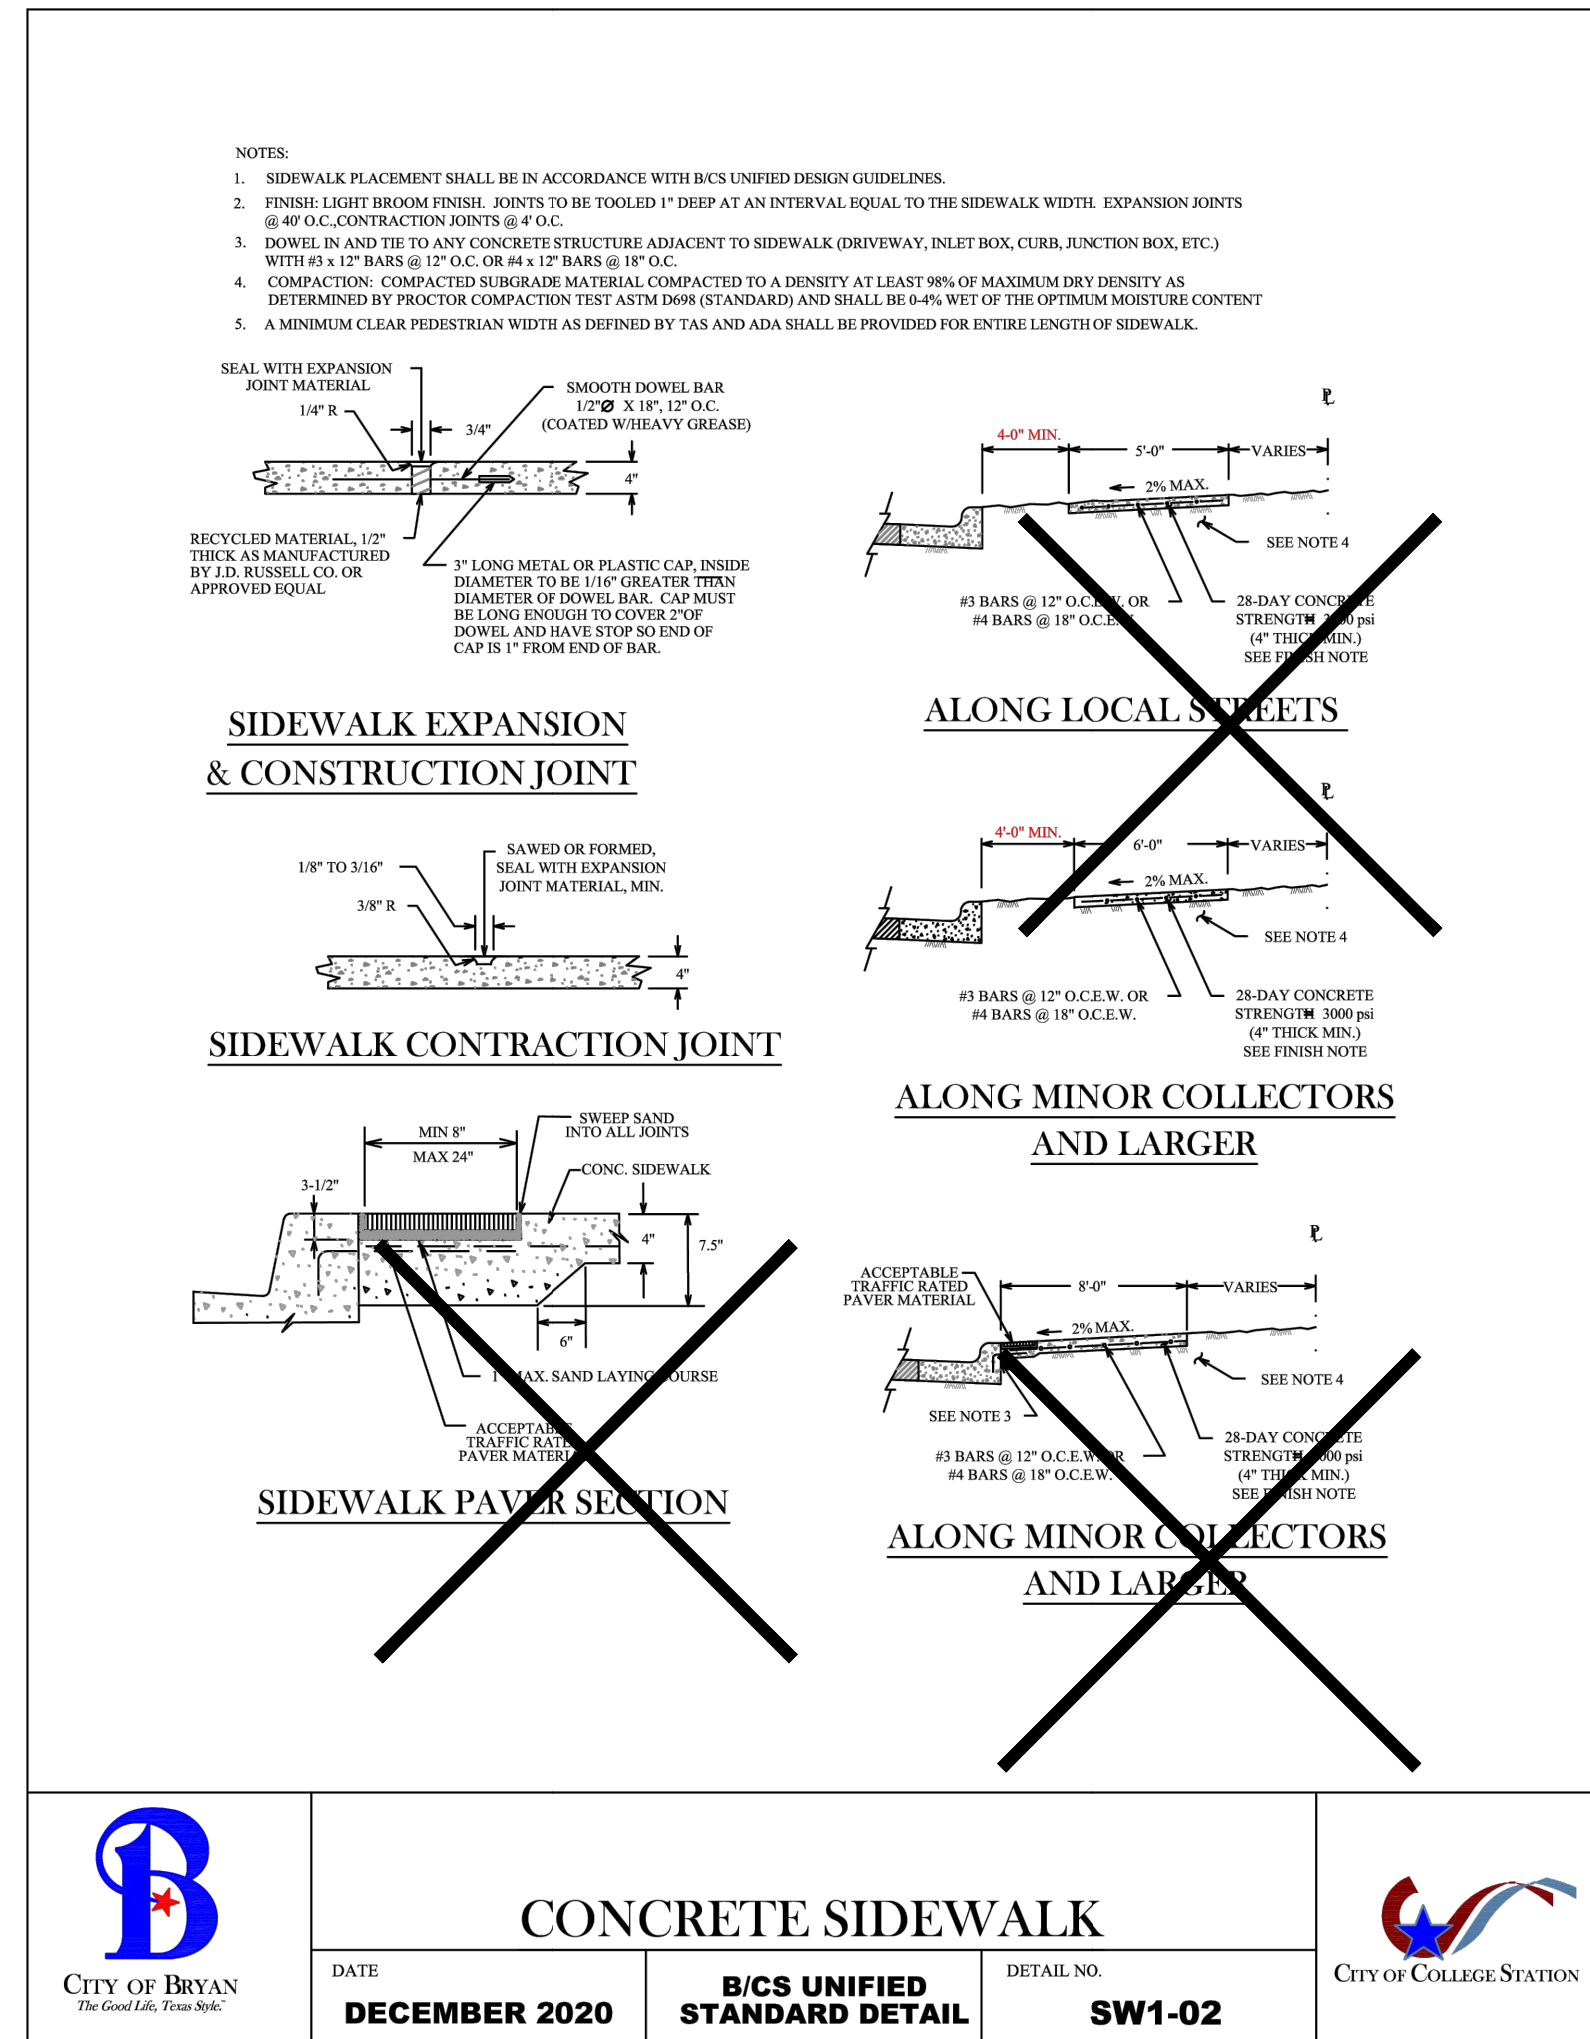 NOTES:
1. SIDEWALK PLACEMENT SHALL BE IN ACCORDANCE WITH B/CS UNIFIED DESIGN GUIDELINES.
2. FINISH: LIGHT BROOM FINISH. JOINTS TO BE TOOLED 1" DEEP AT AN INTERVAL EQUAL TO THE SIDEWALK WIDTH. EXPANSION JOINTS
@ 40' O.C.,CONTRACTION JOINTS @ 4' O.C.
3. DOWEL IN AND TIE TO ANY CONCRETE STRUCTURE ADJACENT TO SIDEWALK (DRIVEWAY, INLET BOX, CURB, JUNCTION BOX, ETC.)
WITH #3 x 12" BARS @ 12" O.C. OR #4 x 12" BARS @ 18" O.C.
4. COMPACTION: COMPACTED SUBGRADE MATERIAL COMPACTED TO A DENSITY AT LEAST 98% OF MAXIMUM DRY DENSITY AS
DETERMINED BY PROCTOR COMPACTION TEST ASTM D698 (STANDARD) AND SHALL BE 0-4% WET OF THE OPTIMUM MOISTURE CONTENT
5. A MINIMUM CLEAR PEDESTRIAN WIDTH AS DEFINED BY TAS AND ADA SHALL BE PROVIDED FOR ENTIRE LENGTH OF SIDEWALK.
SEAL WITH EXPANSION
JOINT MATERIAL
1/4" R
3/4"
SMOOTH DOWEL BAR
1/2"Ø X 18", 12" O.C.
(COATED W/HEAVY GREASE)
4"
RECYCLED MATERIAL, 1/2"
THICK AS MANUFACTURED
BY J.D. RUSSELL CO. OR
APPROVED EQUAL
3" LONG METAL OR PLASTIC CAP, INSIDE
DIAMETER TO BE 1/16" GREATER THAN
DIAMETER OF DOWEL BAR. CAP MUST
BE LONG ENOUGH TO COVER 2"OF
DOWEL AND HAVE STOP SO END OF
CAP IS 1" FROM END OF BAR.
SIDEWALK EXPANSION
& CONSTRUCTION JOINT
1/8" TO 3/16"
3/8" R
SAWED OR FORMED,
SEAL WITH EXPANSION
JOINT MATERIAL, MIN.
4"
SIDEWALK CONTRACTION JOINT
MIN 8"
MAX 24"
3-1/2"
SWEEP SAND
INTO ALL JOINTS
CONC. SIDEWALK
4"
7.5"
6"
1" MAX. SAND LAYING COURSE
ACCEPTABLE
TRAFFIC RATED
PAVER MATERIAL
SIDEWALK PAVER SECTION
PL
4-0" MIN.
5'-0"
VARIES
2% MAX.
SEE NOTE 4
#3 BARS @ 12" O.C.E.W. OR
#4 BARS @ 18" O.C.E.W.
28-DAY CONCRETE
STRENGTH = 3000 psi
(4" THICK MIN.)
SEE FINISH NOTE
ALONG LOCAL STREETS
PL
4'-0" MIN.
6'-0"
VARIES
2% MAX.
SEE NOTE 4
#3 BARS @ 12" O.C.E.W. OR
#4 BARS @ 18" O.C.E.W.
28-DAY CONCRETE
STRENGTH = 3000 psi
(4" THICK MIN.)
SEE FINISH NOTE
ALONG MINOR COLLECTORS
AND LARGER
PL
ACCEPTABLE
TRAFFIC RATED
PAVER MATERIAL
8'-0"
VARIES
2% MAX.
SEE NOTE 4
SEE NOTE 3
#3 BARS @ 12" O.C.E.W. OR
#4 BARS @ 18" O.C.E.W.
28-DAY CONCRETE
STRENGTH = 3000 psi
(4" THICK MIN.)
SEE FINISH NOTE
ALONG MINOR COLLECTORS
AND LARGER
B
CITY OF BRYAN
The Good Life, Texas Style.™
CONCRETE SIDEWALK
DATE
DECEMBER 2020
B/CS UNIFIED
STANDARD DETAIL
DETAIL NO.
SW1-02
CITY OF COLLEGE STATION